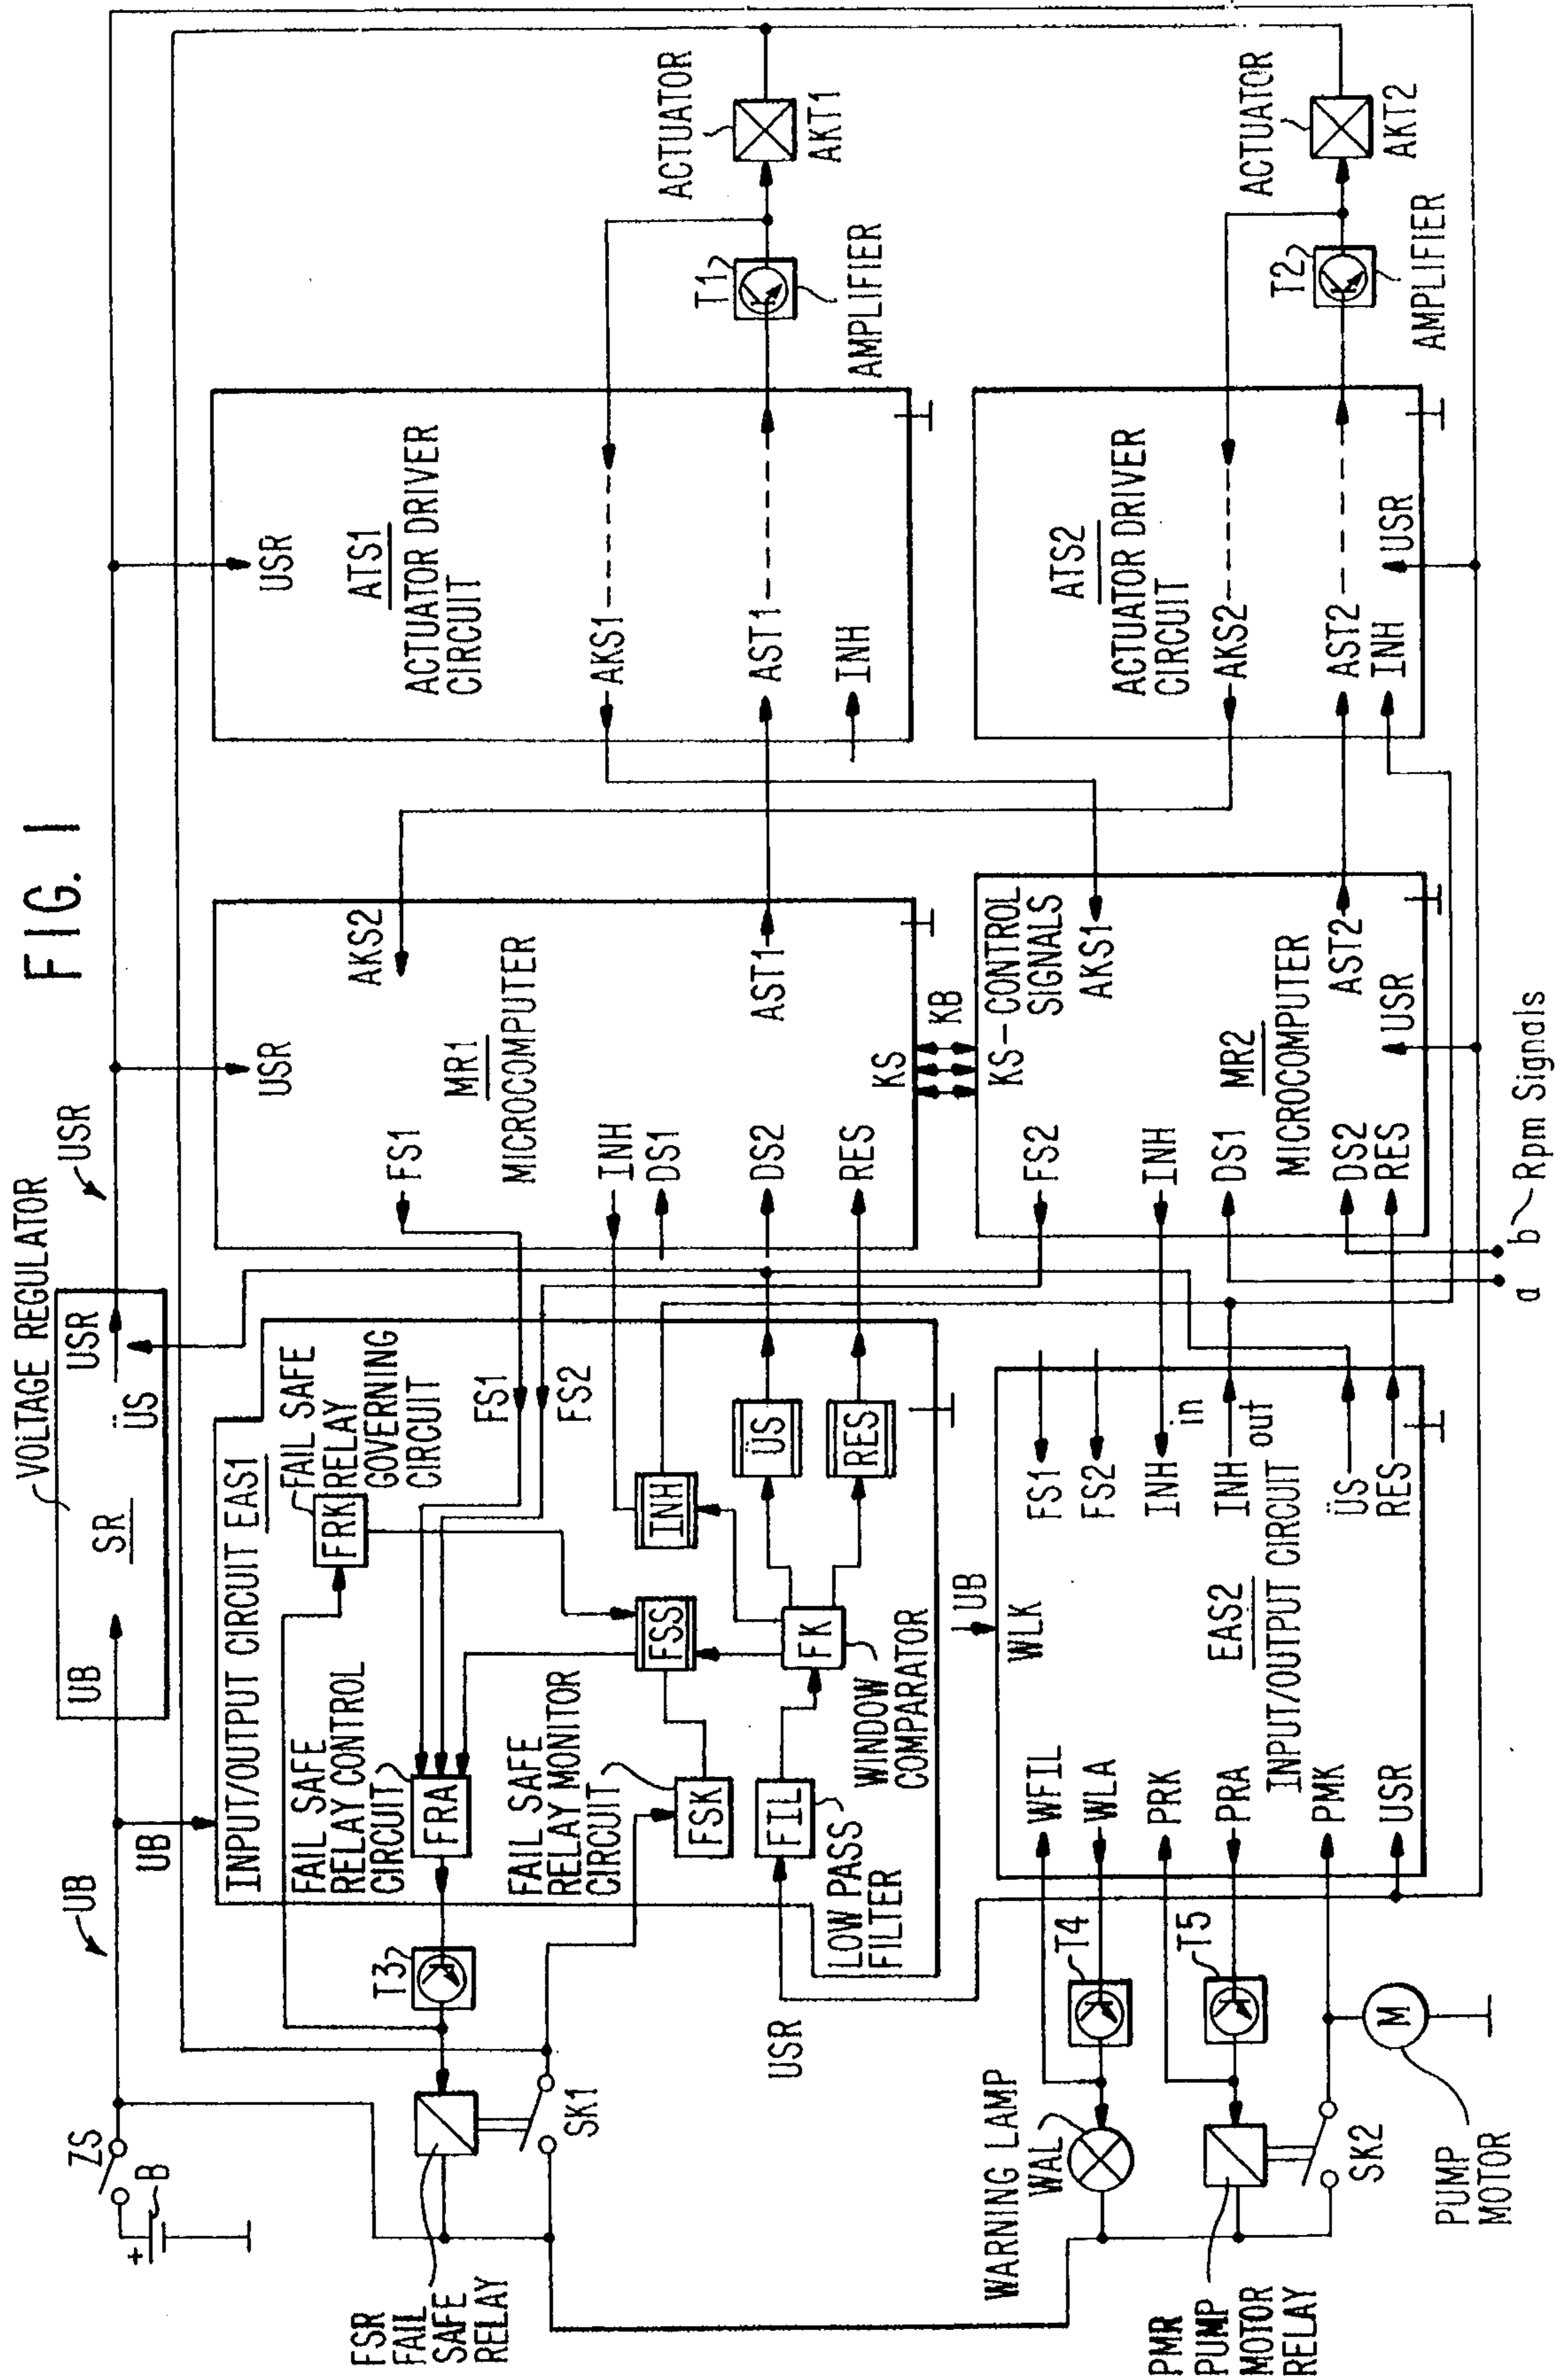 FIG. 1
ZS
B
+
UB
UB
VOLTAGE REGULATOR
UB
SR
USR
ÜS
USR
FSR
FAIL
SAFE
RELAY
SK1
T3
INPUT/OUTPUT CIRCUIT EAS1
FAIL SAFE
RELAY CONTROL
CIRCUIT
FRA
FRK
FAIL SAFE
RELAY
GOVERNING
CIRCUIT
FAIL SAFE
RELAY MONITOR
CIRCUIT
FSK
FSS
INH
FS1
FS2
FIL
LOW PASS
FILTER
FK
WINDOW
COMPARATOR
ÜS
RES
USR
USR
FS1
MR1
MICROCOMPUTER
AKS2
INH
DS1
DS2
RES
AST1
KS
KB
USR
ATS1
ACTUATOR DRIVER
CIRCUIT
AKS1
AST1
INH
T1
AMPLIFIER
ACTUATOR
AKT1
WARNING LAMP
WAL
T4
PMR
PUMP
MOTOR
RELAY
SK2
T5
M
PUMP
MOTOR
UB
WLK
WFIL
WLA
PRK
PRA
PMK
USR
EAS2
INPUT/OUTPUT CIRCUIT
FS1
FS2
INH
in
INH
out
ÜS
RES
KS-CONTROL
SIGNALS
FS2
INH
DS1
DS2
RES
MR2
MICROCOMPUTER
AKS1
AST2
USR
a
b
Rpm Signals
ATS2
ACTUATOR DRIVER
CIRCUIT
AKS2
AST2
INH
USR
T2
AMPLIFIER
ACTUATOR
AKT2